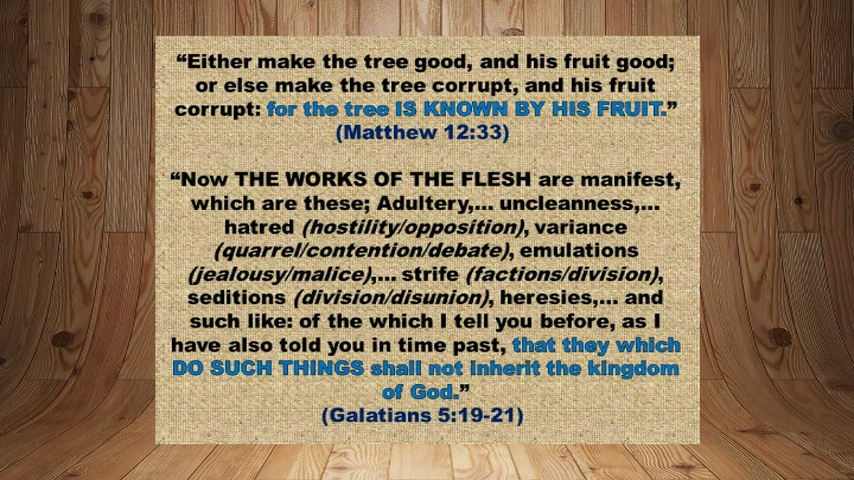 “Either make the tree good, and his fruit good;
or else make the tree corrupt, and his fruit
corrupt: for the tree IS KNOWN BY HIS FRUIT.”
(Matthew 12:33)
“Now THE WORKS OF THE FLESH are manifest,
which are these; Adultery,... uncleanness,...
hatred (hostility/opposition), variance
(quarrel/contention/debate), emulations
(jealousy/malice),... strife (factions/division),
seditions (division/disunion), heresies,... and
such like: of the which I tell you before, as I
have also told you in time past, that they which
DO SUCH THINGS shall not inherit the kingdom
of God.”
(Galatians 5:19-21)